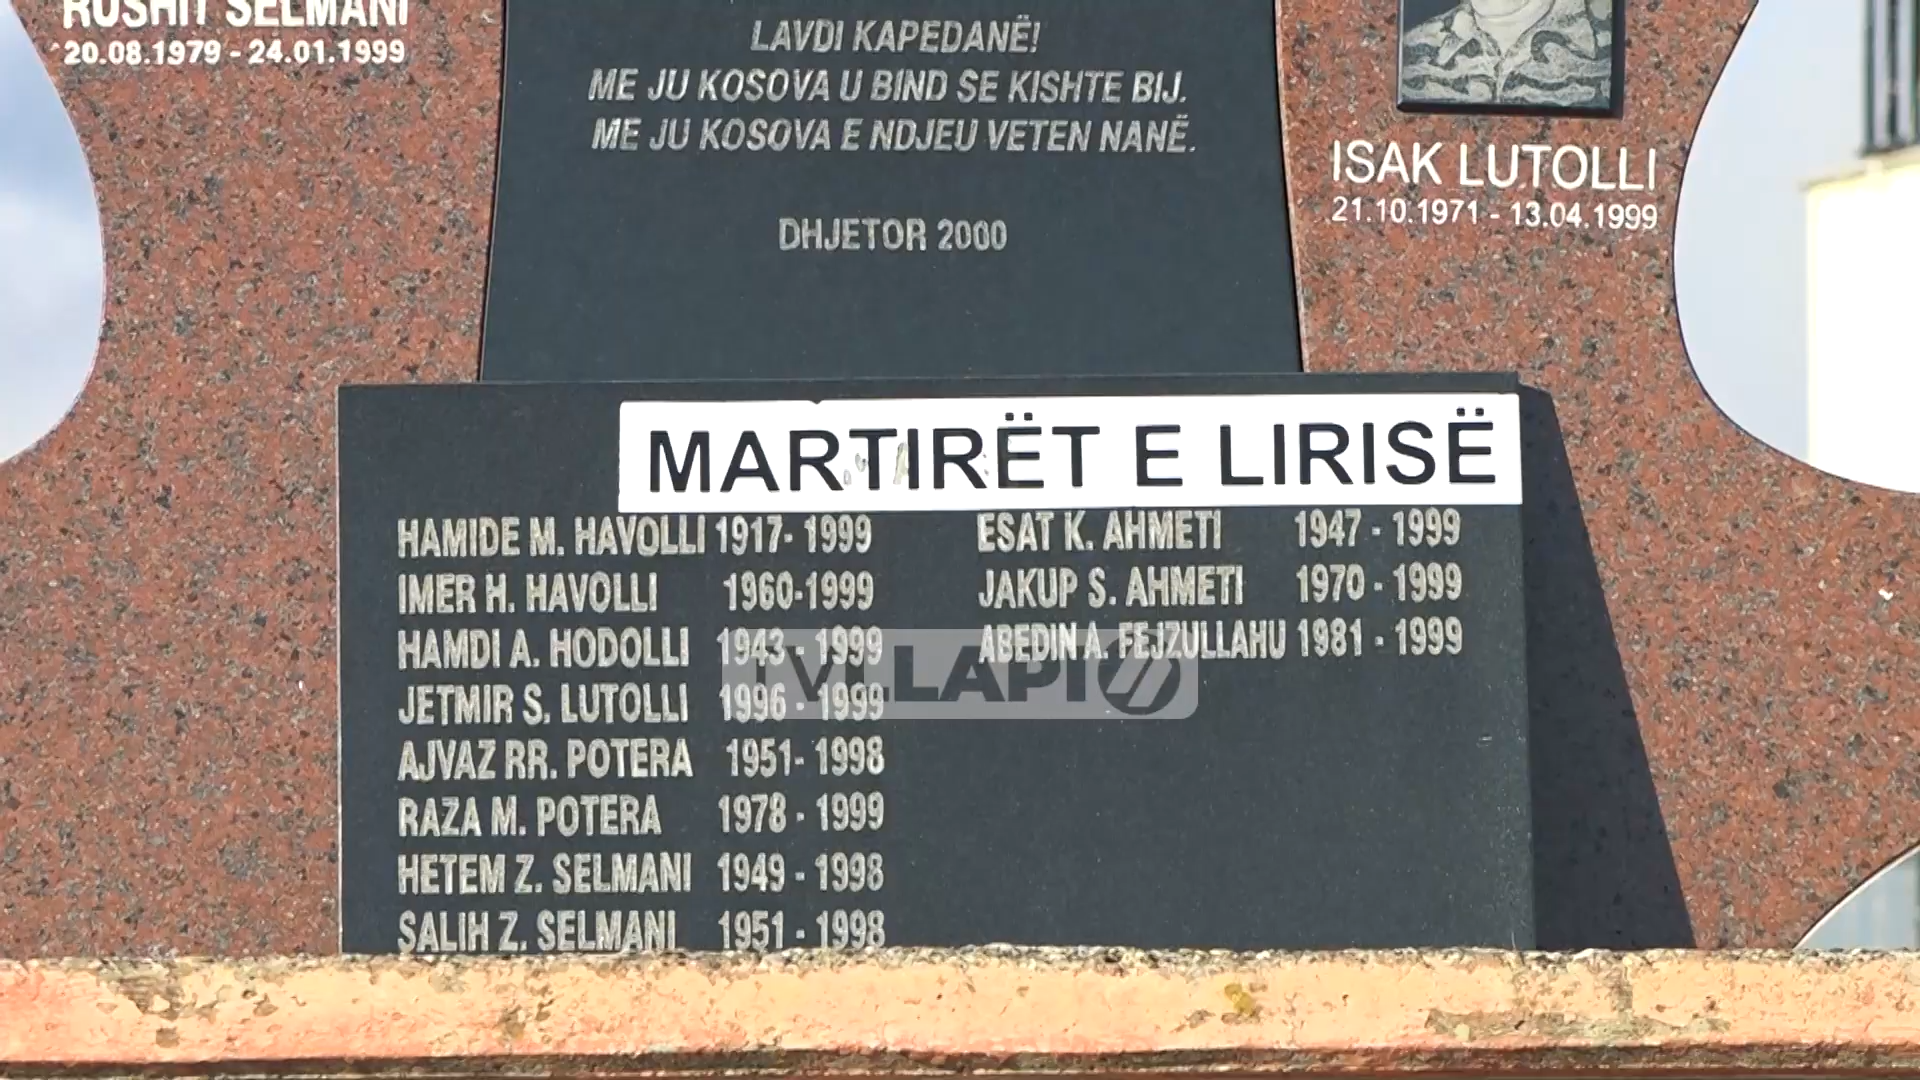 RUSHIT SELMANI
20.08.1979 - 24.01.1999
LAVDI KAPEDANË!
ME JU KOSOVA U BIND SE KISHTE BIJ.
ME JU KOSOVA E NDJEU VETEN NANË.
DHJETOR 2000
ISAK LUTOLLI
21.10.1971 - 13.04.1999
MARTIRËT E LIRISË
HAMIDE M. HAVOLLI 1917- 1999
IMER H. HAVOLLI 1960-1999
HAMDI A. HODOLLI 1943 - 1999
JETMIR S. LUTOLLI 1996 - 1999
AJVAZ RR. POTERA 1951- 1998
RAZA M. POTERA 1978 - 1999
HETEM Z. SELMANI 1949 - 1998
SALIH Z. SELMANI 1951 - 1998
ESAT K. AHMETI 1947 - 1999
JAKUP S. AHMETI 1970 - 1999
ABEDIN A. FEJZULLAHU 1981 - 1999
TV LLAPI